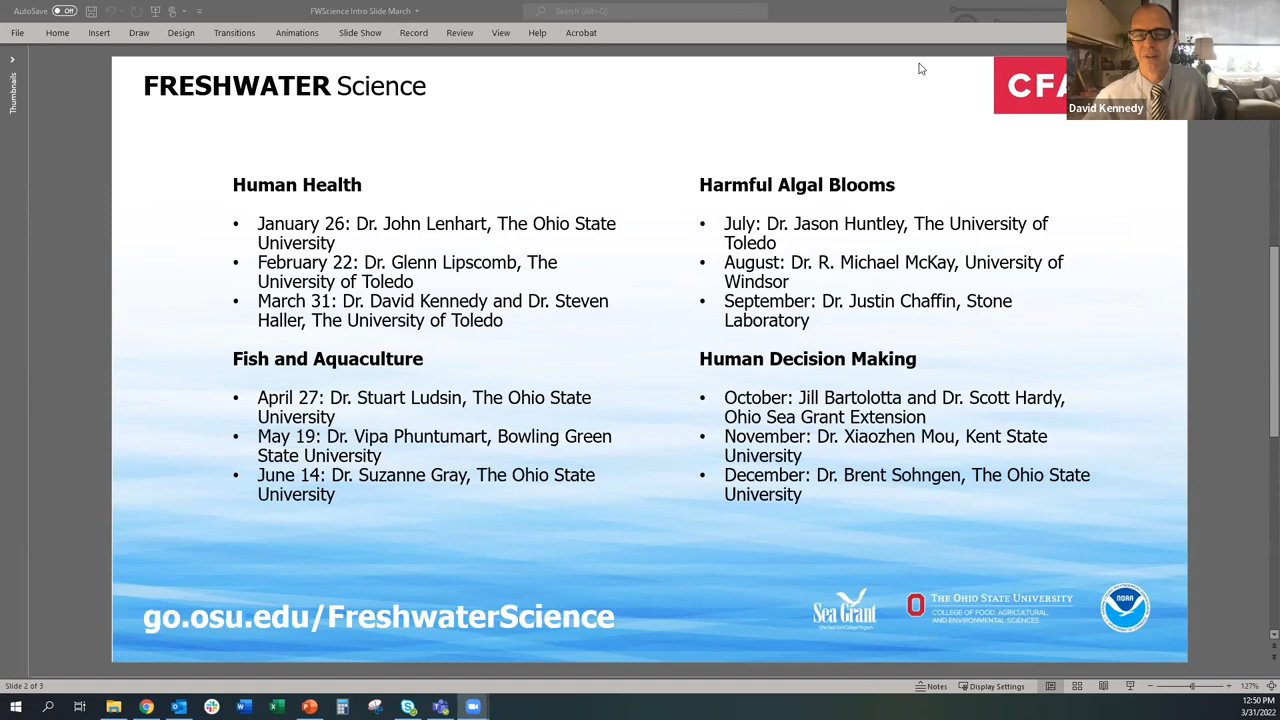 AutoSave Off
FWScience Intro Slide March
Search (Alt+Q)
File Home Insert Draw Design Transitions Animations Slide Show Record Review View Help Acrobat
Thumbnails
FRESHWATER Science
CFA
David Kennedy
Human Health
• January 26: Dr. John Lenhart, The Ohio State
University
• February 22: Dr. Glenn Lipscomb, The
University of Toledo
• March 31: Dr. David Kennedy and Dr. Steven
Haller, The University of Toledo
Fish and Aquaculture
• April 27: Dr. Stuart Ludsin, The Ohio State
University
• May 19: Dr. Vipa Phuntumart, Bowling Green
State University
• June 14: Dr. Suzanne Gray, The Ohio State
University
Harmful Algal Blooms
• July: Dr. Jason Huntley, The University of
Toledo
• August: Dr. R. Michael McKay, University of
Windsor
• September: Dr. Justin Chaffin, Stone
Laboratory
Human Decision Making
• October: Jill Bartolotta and Dr. Scott Hardy,
Ohio Sea Grant Extension
• November: Dr. Xiaozhen Mou, Kent State
University
• December: Dr. Brent Sohngen, The Ohio State
University
go.osu.edu/FreshwaterScience
Sea Grant
THE OHIO STATE UNIVERSITY
COLLEGE OF FOOD, AGRICULTURAL,
AND ENVIRONMENTAL SCIENCES
NOAA
Slide 2 of 3
Notes Display Settings 127%
12:50 PM
3/31/2022